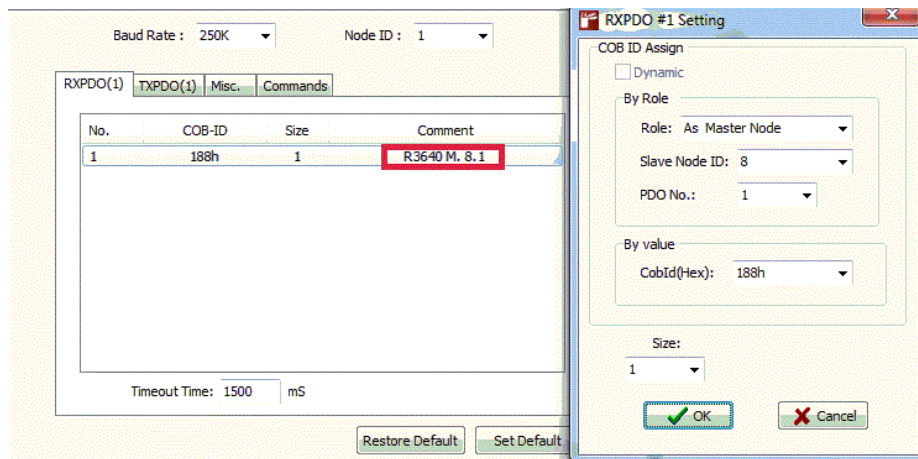 Baud Rate : 250K Node ID : 1
RXPDO(1) TXPDO(1) Misc. Commands
No. COB-ID Size Comment
1 188h 1 R3640 M. 8.1
Timeout Time: 1500 mS
Restore Default Set Default
RXPDO #1 Setting
COB ID Assign
Dynamic
By Role
Role: As Master Node
Slave Node ID: 8
PDO No.: 1
By value
CobId(Hex): 188h
Size:
1
OK Cancel